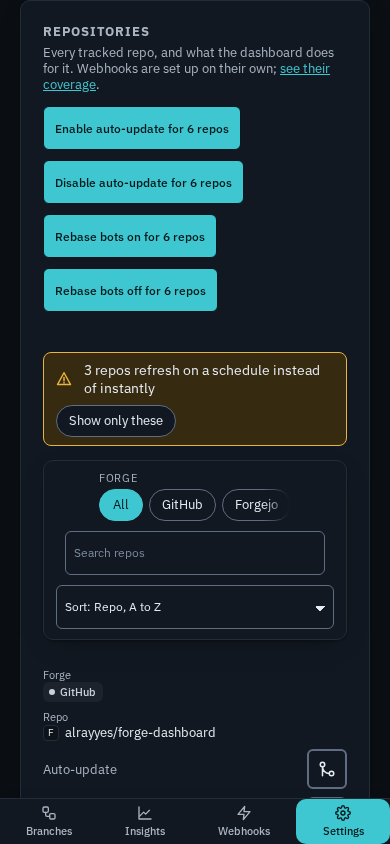 REPOSITORIES
Every tracked repo, and what the dashboard does
for it. Webhooks are set up on their own; see their
coverage.
Enable auto-update for 6 repos
Disable auto-update for 6 repos
Rebase bots on for 6 repos
Rebase bots off for 6 repos
3 repos refresh on a schedule instead
of instantly
Show only these
FORGE
All GitHub Forgejo
Search repos
Sort: Repo, A to Z
Forge
GitHub
Repo
F alrayyes/forge-dashboard
Auto-update
Branches Insights Webhooks Settings